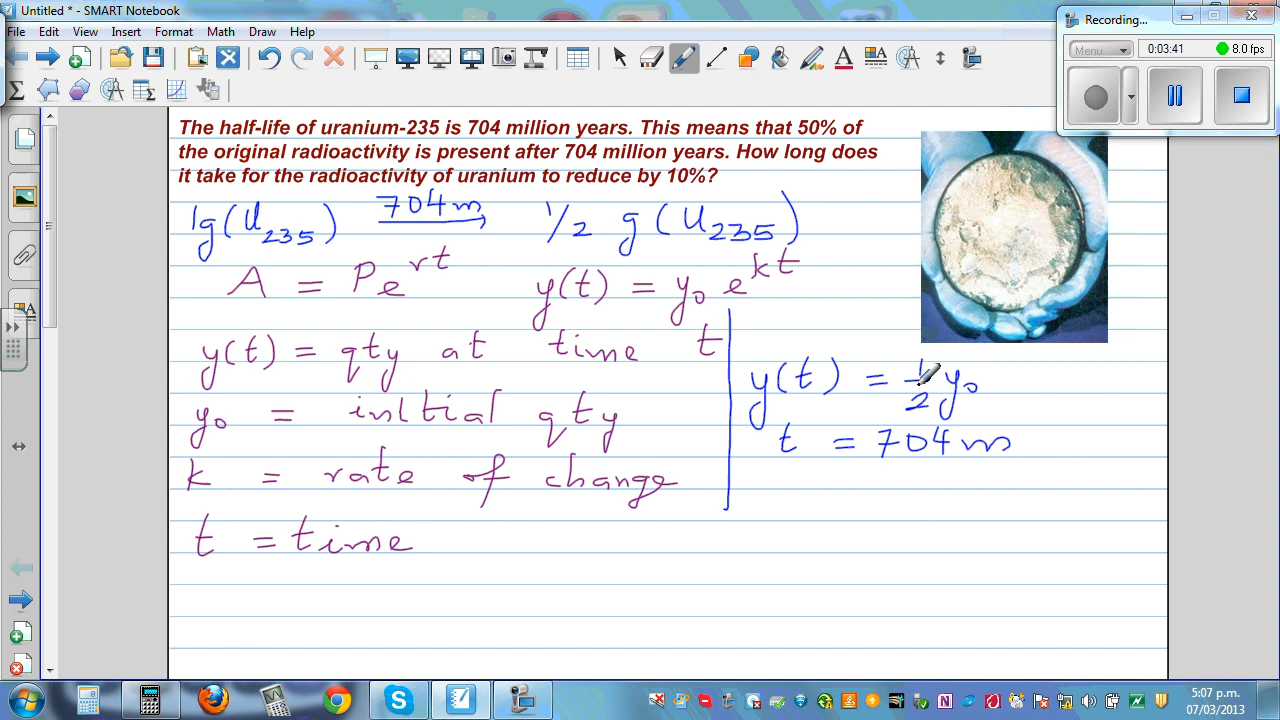 Untitled * - SMART Notebook
File Edit View Insert Format Math Draw Help
Recording...
Menu 0:03:41 8.0 fps
The half-life of uranium-235 is 704 million years. This means that 50% of
the original radioactivity is present after 704 million years. How long does
it take for the radioactivity of uranium to reduce by 10%?
1g(U235) 704m → 1/2 g(U235)
A = Pe^rt y(t) = y0 e^kt
y(t) = qty at time t
y(t) = 1/2 y0
y0 = initial qty
t = 704m
k = rate of change
t = time
5:07 p.m.
07/03/2013